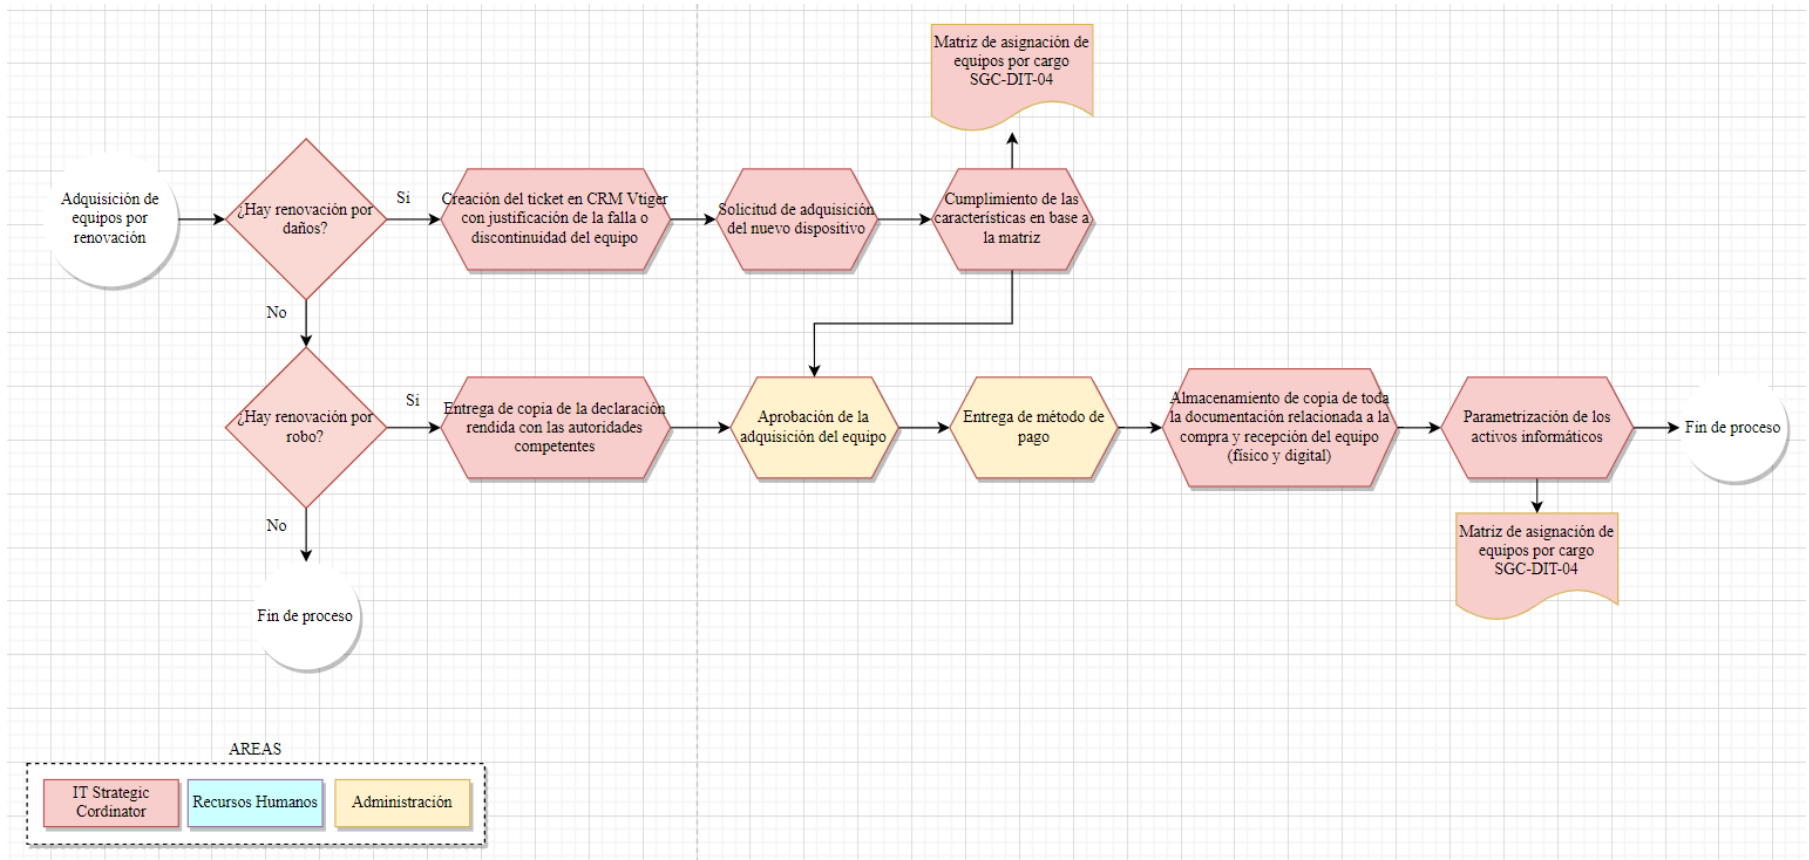 Matriz de asignación de
equipos por cargo
SGC-DIT-04
Adquisición de
equipos por
renovación
¿Hay renovación por
daños?
Si
Creación del ticket en CRM Vtiger
con justificación de la falla o
discontinuidad del equipo
Solicitud de adquisición
del nuevo dispositivo
Cumplimiento de las
características en base a
la matriz
No
¿Hay renovación por
robo?
Si
Entrega de copia de la declaración
rendida con las autoridades
competentes
Aprobación de la
adquisición del equipo
Entrega de método de
pago
Almacenamiento de copia de toda
la documentación relacionada a la
compra y recepción del equipo
(físico y digital)
Parametrización de los
activos informáticos
Fin de proceso
No
Matriz de asignación de
equipos por cargo
SGC-DIT-04
Fin de proceso
AREAS
IT Strategic
Cordinator
Recursos Humanos
Administración